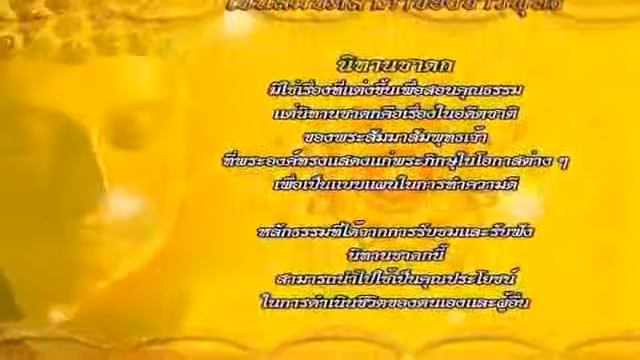 นิทานชาดก
มิใช่เรื่องที่แต่งขึ้นเพื่อสอนคุณธรรม
แต่นิทานชาดกคือเรื่องในอดีตชาติ
ของพระสัมมาสัมพุทธเจ้า
ที่พระองค์ทรงแสดงแก่พระภิกษุในโอกาสต่าง ๆ
เพื่อเป็นแบบแผนในการทำความดี
หลักธรรมที่ได้จากการรับชมและรับฟัง
นิทานชาดกนี้
สามารถนำไปใช้เป็นคุณประโยชน์
ในการดำเนินชีวิตของตนเองและผู้อื่น